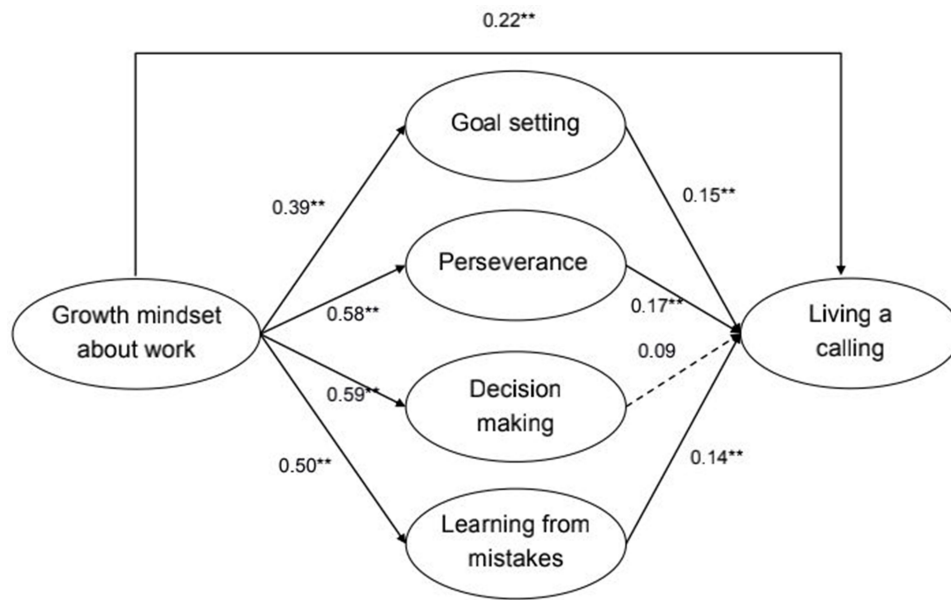 0.22**
Goal setting
0.39**
0.15**
Perseverance
0.58**
0.17**
Growth mindset
about work
Living a
calling
0.09
0.59**
Decision
making
0.50**
0.14**
Learning from
mistakes